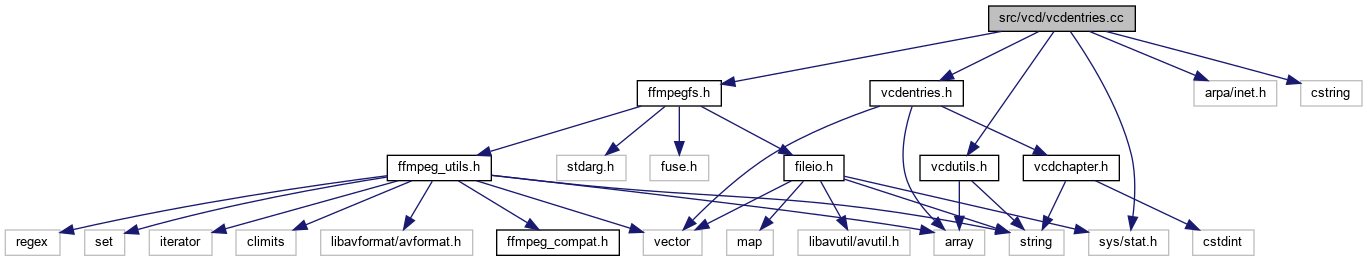 src/vcd/vcdentries.cc
ffmpegfs.h
vcdentries.h
arpa/inet.h
cstring
ffmpeg_utils.h
stdarg.h
fuse.h
fileio.h
vcdutils.h
vcdchapter.h
regex
set
iterator
climits
libavformat/avformat.h
ffmpeg_compat.h
vector
map
libavutil/avutil.h
array
string
sys/stat.h
cstdint